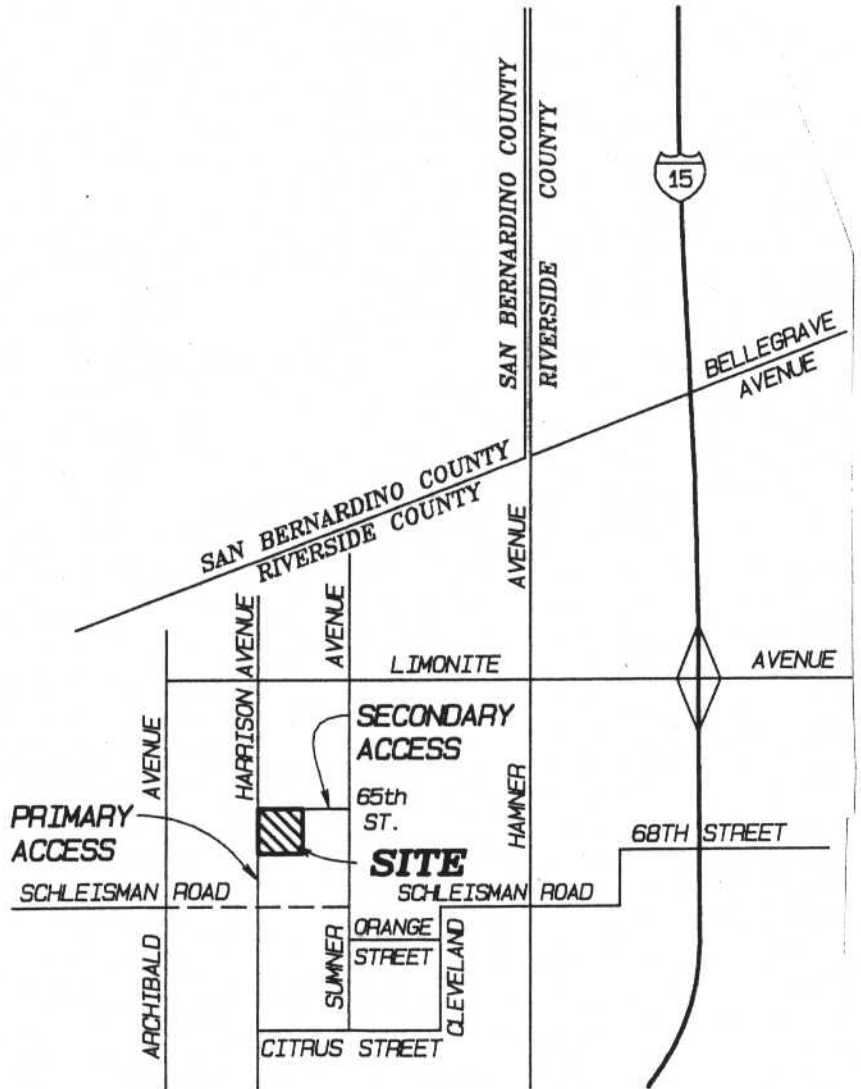 SAN BERNARDINO COUNTY
RIVERSIDE COUNTY
15
BELLEGRAVE
AVENUE
SAN BERNARDINO COUNTY
RIVERSIDE COUNTY
AVENUE
HARRISON AVENUE
AVENUE
LIMONITE
AVENUE
AVENUE
SECONDARY
ACCESS
65th
ST.
HAMNER
PRIMARY
ACCESS
68TH STREET
SITE
SCHLEISMAN ROAD
SCHLEISMAN ROAD
ORANGE
STREET
SUMNER
CLEVELAND
ARCHIBALD
CITRUS STREET